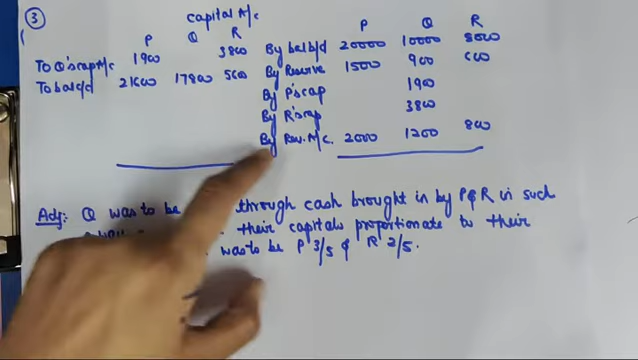 ③
capital A/c
P Q R P Q R
To Q's cap A/c 1900 3800 By bal b/d 20000 10000 8000
To bal c/d 21600 17800 By Reserve 1500 900 600
By P's cap 1900
By R's cap 3800
By Rev. A/c. 2000 1200 800
Adj: Q was to be through cash brought in by P & R in such
their capitals proportionate to their
was to be P 3/5 & R 2/5.